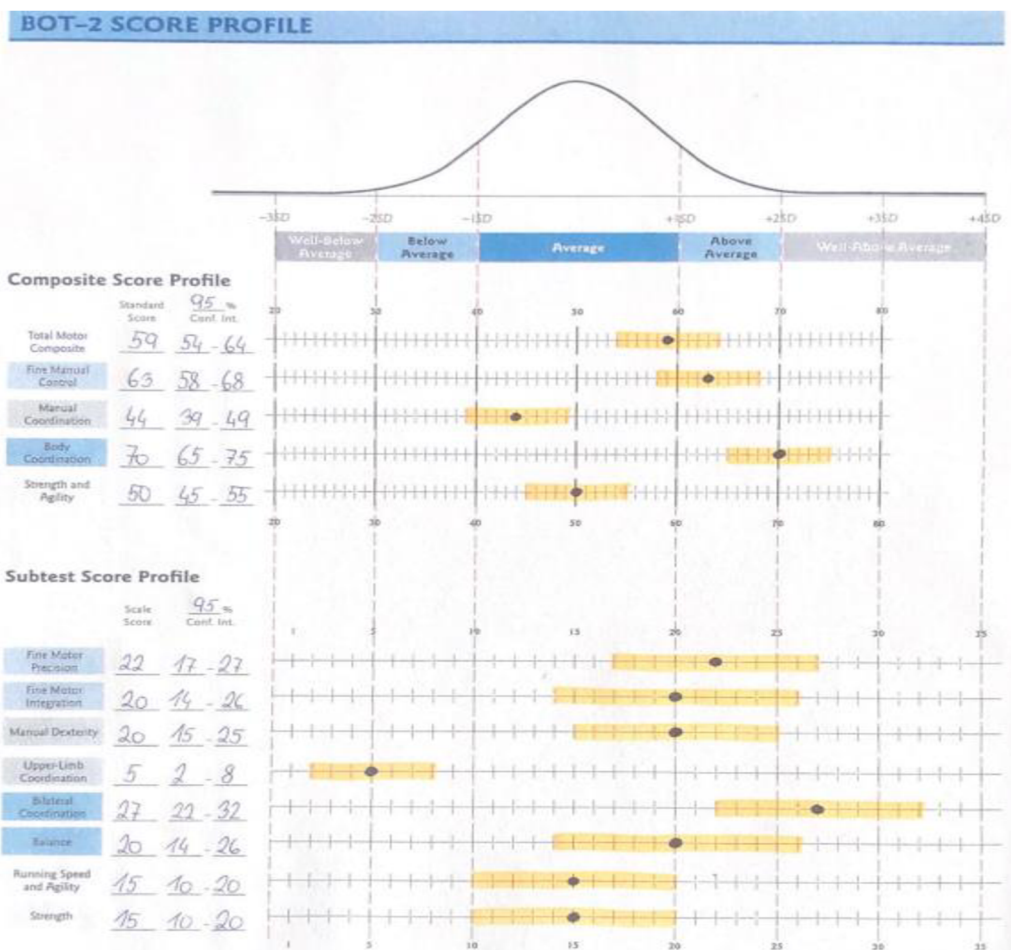 BOT–2 SCORE PROFILE
-3SD -2SD -1SD +1SD +2SD +3SD +4SD
Well-Below Average Below Average Average Above Average Well-Above Average
Composite Score Profile
Standard Score 95 % Conf. Int.
20 30 40 50 60 70 80
Total Motor Composite 59 54 - 64
Fine Manual Control 63 58 - 68
Manual Coordination 44 39 - 49
Body Coordination 70 65 - 75
Strength and Agility 50 45 - 55
20 30 40 50 60 70 80
Subtest Score Profile
Scale Score 95 % Conf. Int.
1 5 15 20 25 30 35
Fine Motor Precision 22 17 - 27
Fine Motor Integration 20 14 - 26
Manual Dexterity 20 15 - 25
Upper-Limb Coordination 5 2 - 8
Bilateral Coordination 27 22 - 32
Balance 20 14 - 26
Running Speed and Agility 15 10 - 20
Strength 15 10 - 20
1 5 10 15 20 25 30 35